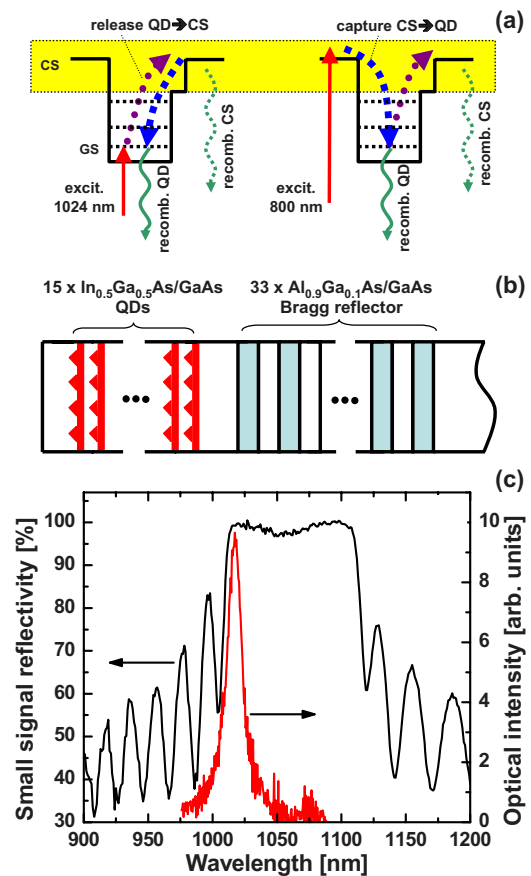 (a)
release QD➔CS
capture CS➔QD
CS
GS
excit.
1024 nm
recomb. QD
recomb. CS
excit.
800 nm
recomb. QD
recomb. CS
(b)
15 x In0.5Ga0.5As/GaAs
QDs
33 x Al0.9Ga0.1As/GaAs
Bragg reflector
(c)
Small signal reflectivity [%]
100
90
80
70
60
50
40
30
10
8
6
4
2
0
Optical intensity [arb. units]
900 950 1000 1050 1100 1150 1200
Wavelength [nm]